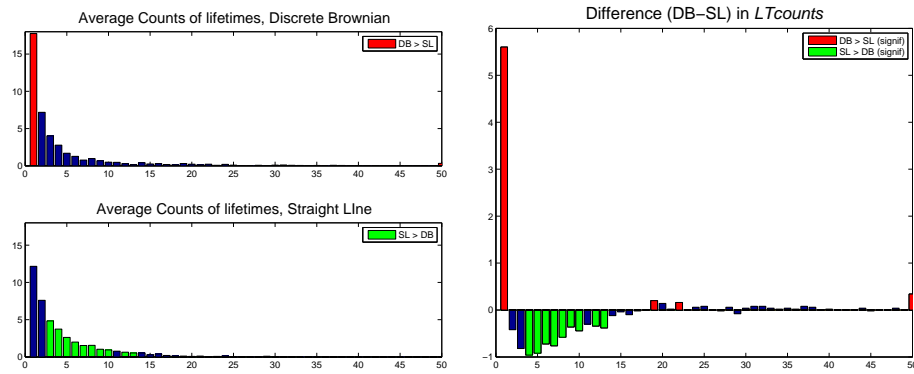 Average Counts of lifetimes, Discrete Brownian
DB > SL
15
10
5
0
0 5 10 15 20 25 30 35 40 45 50
Average Counts of lifetimes, Straight LIne
SL > DB
15
10
5
0
0 5 10 15 20 25 30 35 40 45 50
Difference (DB−SL) in LTcounts
DB > SL (signif)
SL > DB (signif)
6
5
4
3
2
1
0
−1
0 5 10 15 20 25 30 35 40 45 50